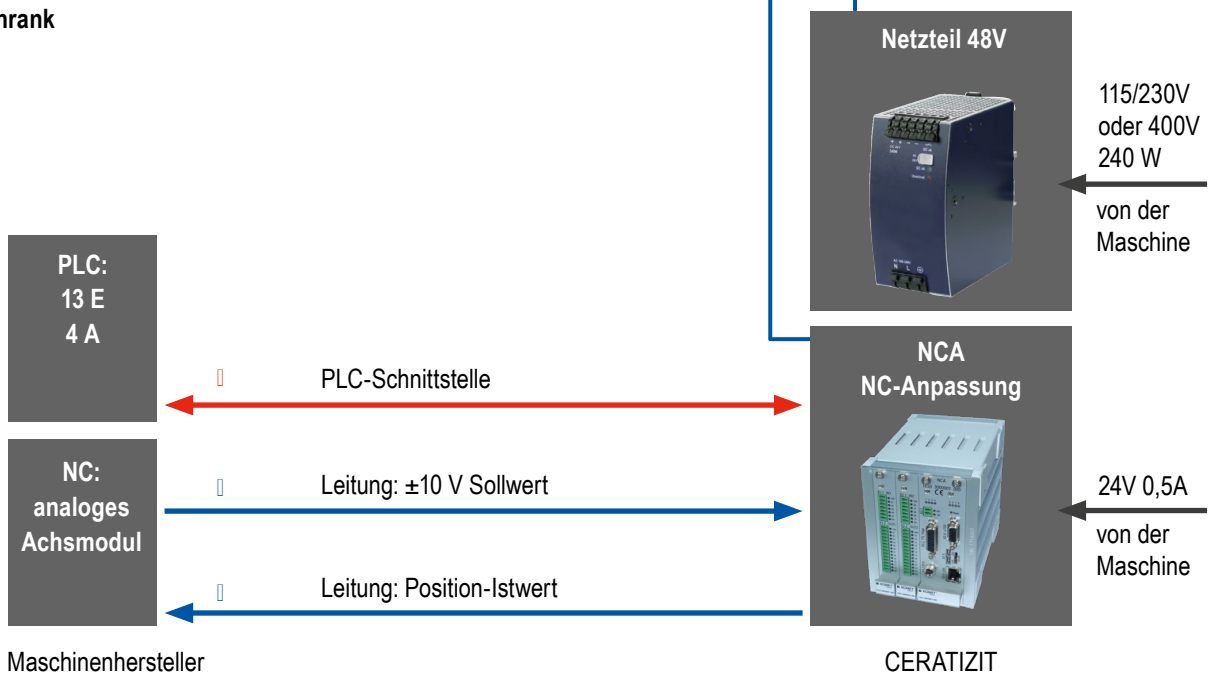 hrank
Netzteil 48V
115/230V
oder 400V
240 W
von der
Maschine
PLC:
13 E
4 A
PLC-Schnittstelle
NCA
NC-Anpassung
NC:
analoges
Achsmodul
Leitung: ±10 V Sollwert
24V 0,5A
von der
Maschine
Leitung: Position-Istwert
Maschinenhersteller
CERATIZIT